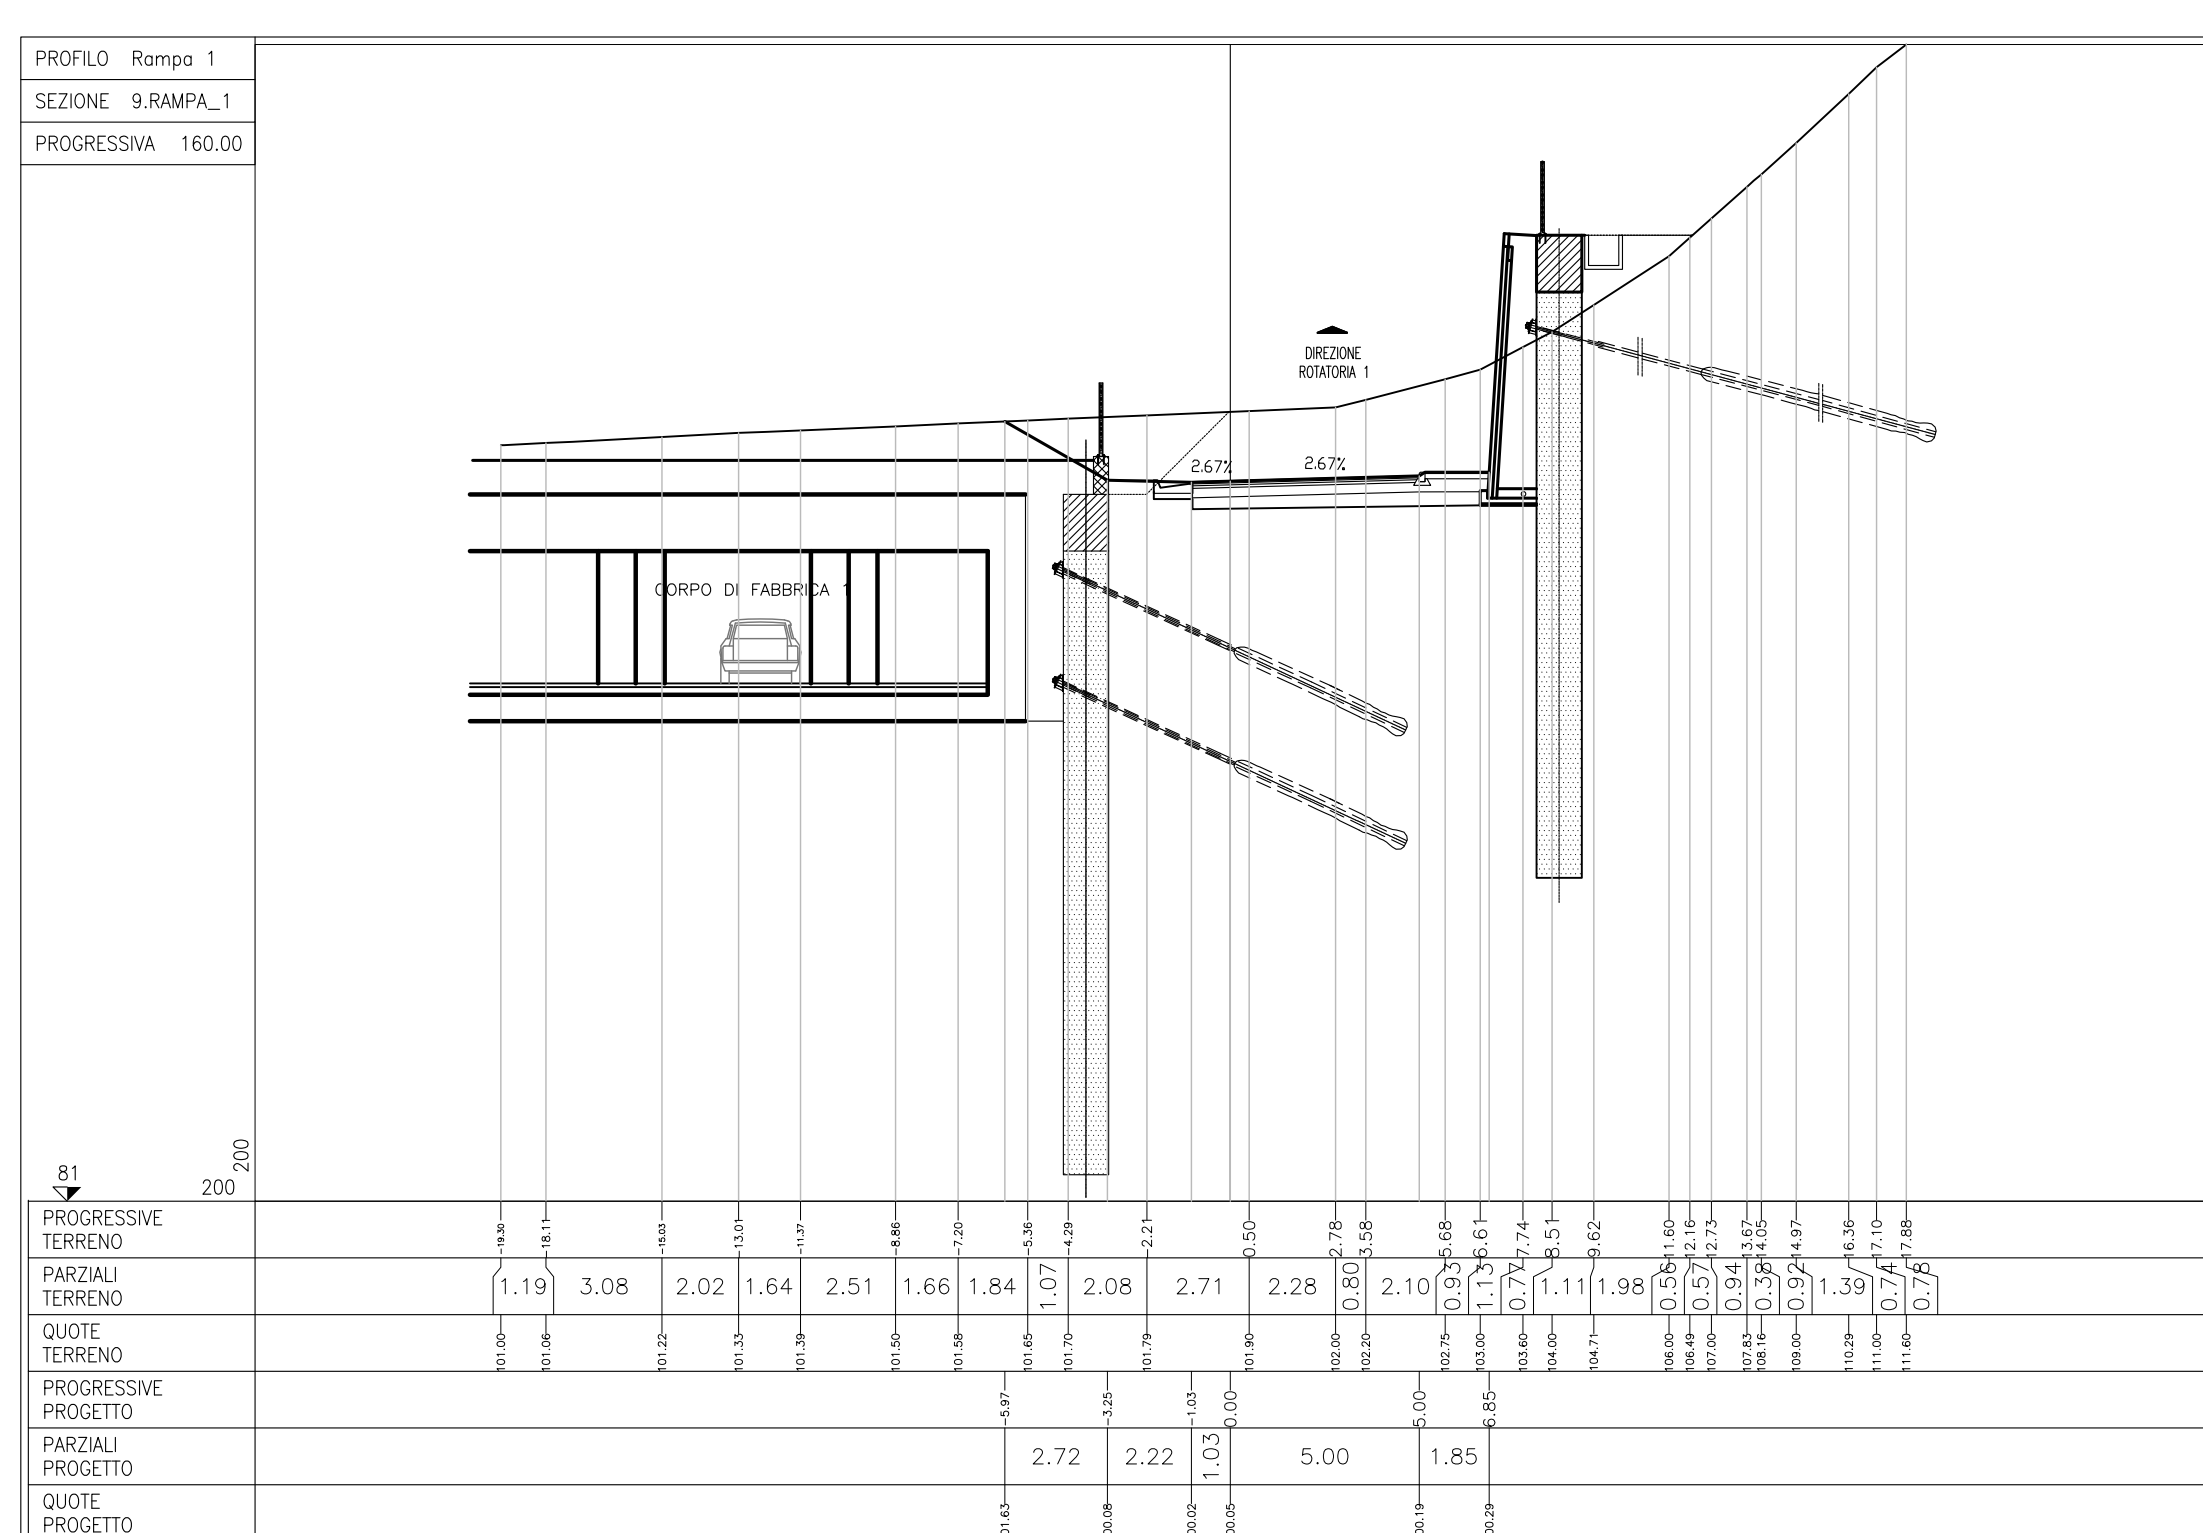 PROFILO Rampa 1
SEZIONE 9.RAMPA_1
PROGRESSIVA 160.00
DIREZIONE
ROTATORIA 1
2.67% 2.67%
CORPO DI FABBRICA 1
81
200
200
PROGRESSIVE
TERRENO
-19.30 -18.11 -15.03 -13.01 -11.37 -8.86 -7.20 -5.36 -4.29 -2.21 0.50 2.78 3.58 5.68 6.61 7.74 8.51 9.62 11.60 12.16 12.73 13.67 14.05 14.97 16.36 17.10 17.88
PARZIALI
TERRENO
1.19 3.08 2.02 1.64 2.51 1.66 1.84 1.07 2.08 2.71 2.28 0.80 2.10 0.93 1.13 0.77 1.11 1.98 0.56 0.57 0.94 0.38 0.92 1.39 0.74 0.78
QUOTE
TERRENO
101.00 101.06 101.22 101.33 101.39 101.50 101.58 101.65 101.70 101.79 101.90 102.00 102.20 102.75 103.00 103.60 104.00 104.71 106.00 106.49 107.00 107.83 108.16 109.00 110.29 111.00 111.60
PROGRESSIVE
PROGETTO
-5.97 -3.25 -1.03 0.00 5.00 6.85
PARZIALI
PROGETTO
2.72 2.22 1.03 5.00 1.85
QUOTE
PROGETTO